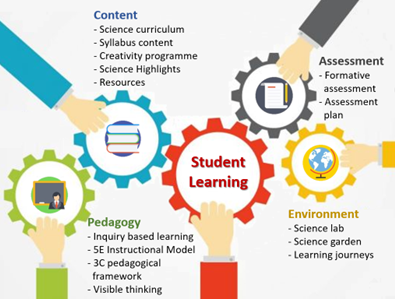 Content
- Science curriculum
- Syllabus content
- Creativity programme
- Science Highlights
- Resources
Assessment
- Formative
assessment
- Assessment
plan
Student
Learning
Pedagogy
- Inquiry based learning
- 5E Instructional Model
- 3C pedagogical
framework
- Visible thinking
Environment
- Science lab
- Science garden
- Learning journeys